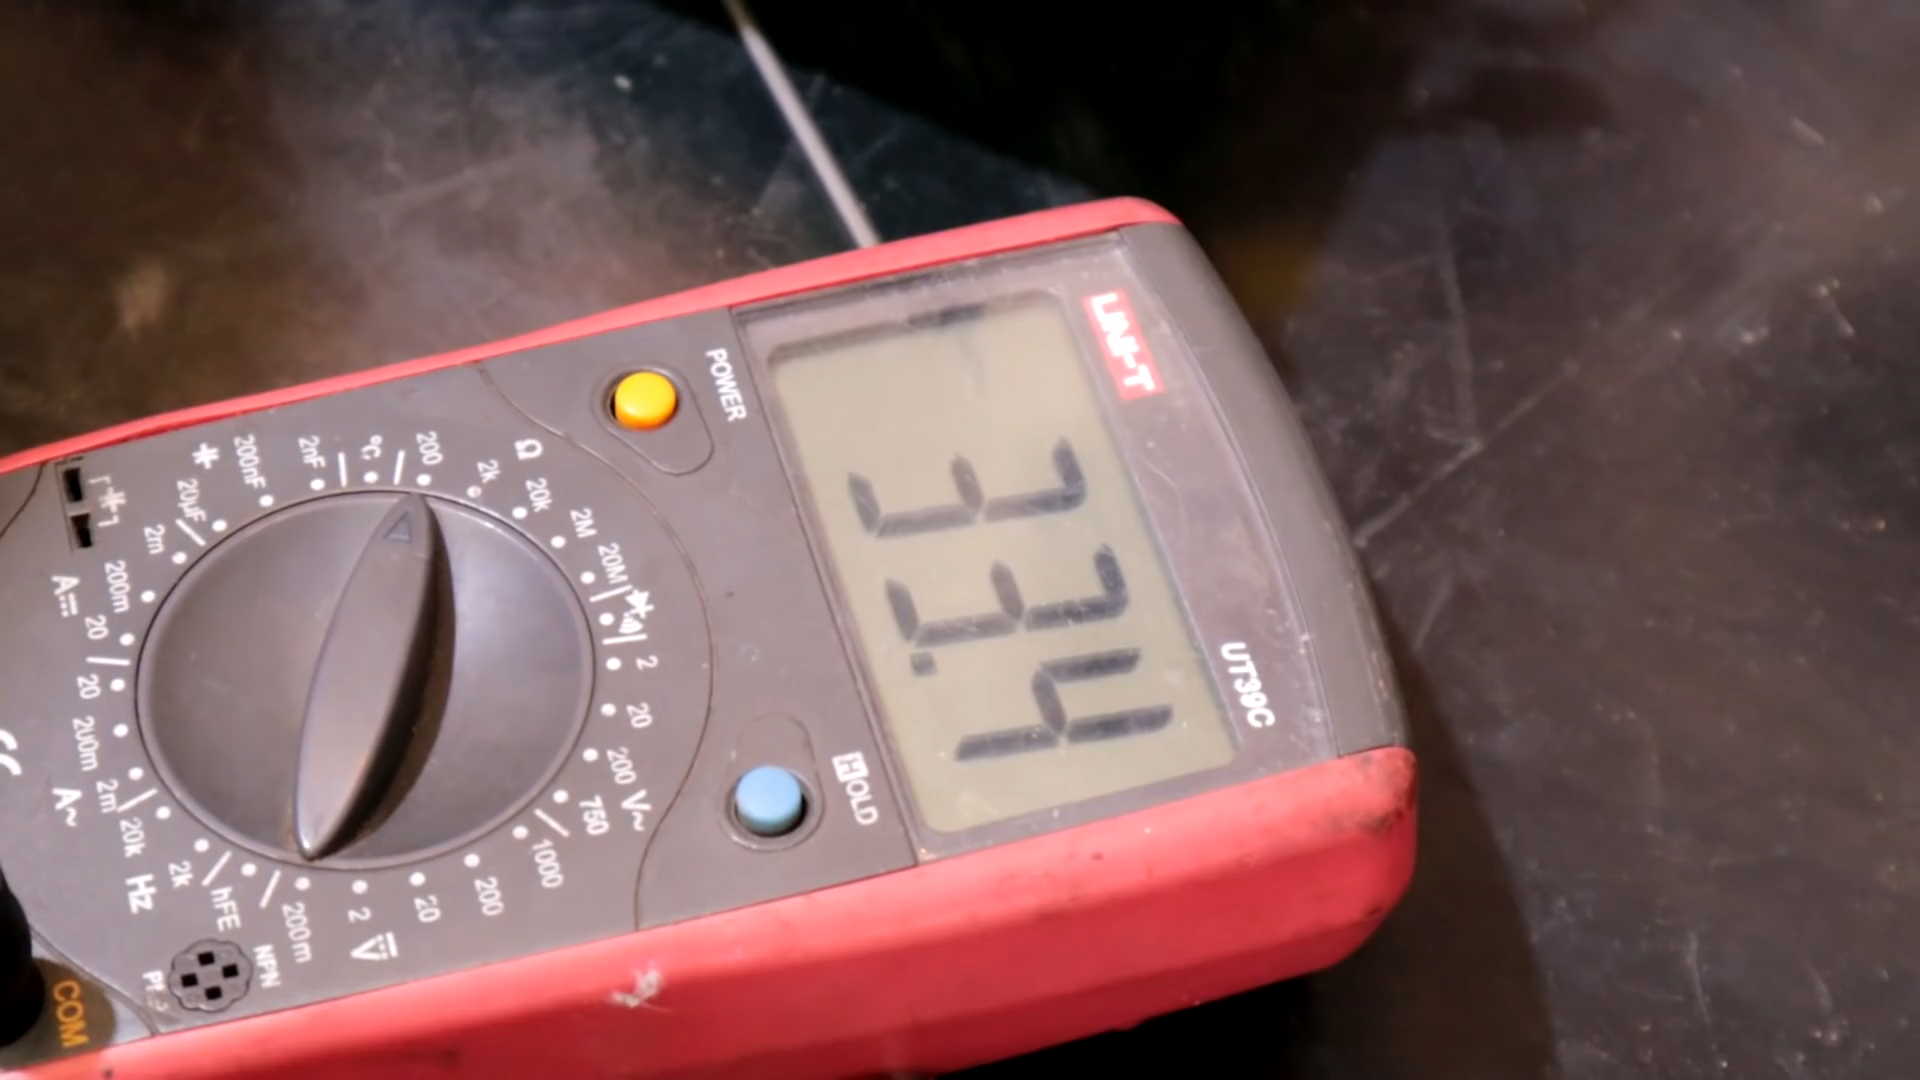 UNI-T
UT39C
33.4
POWER
HOLD
Ω
200
2k
20k
2M
20M
°C
2nF
200nF
20µF
2m
200m
20
A⎓
20
200m
2m
A~
20k
2k
Hz
hFE
2
20
200
750
V~
1000
200
20
2
200m
V⎓
NPN
COM